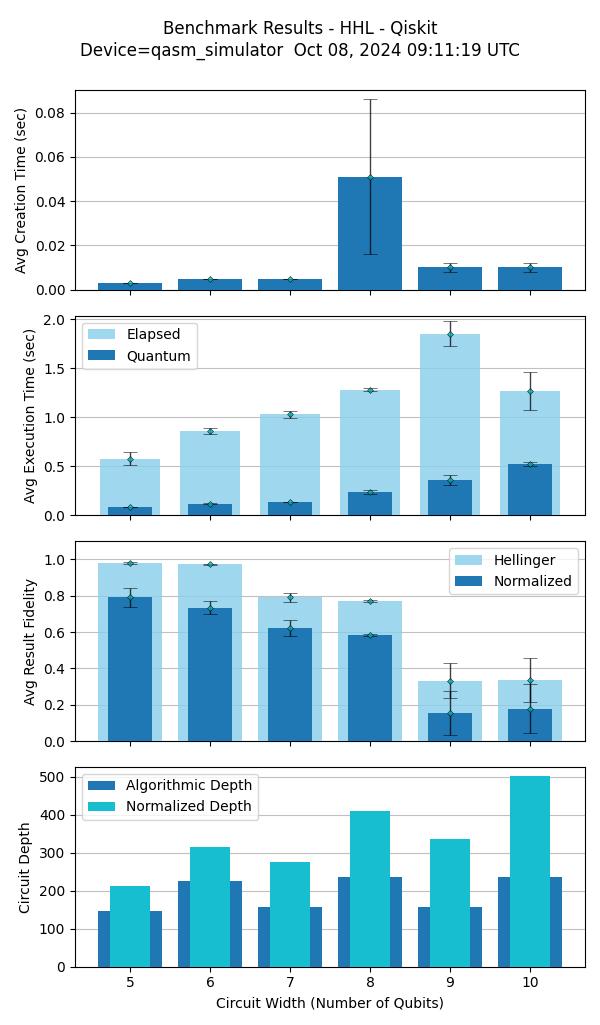 Benchmark Results - HHL - Qiskit
Device=qasm_simulator  Oct 08, 2024 09:11:19 UTC
Avg Creation Time (sec)
0.08
0.06
0.04
0.02
0.00
Avg Execution Time (sec)
2.0
1.5
1.0
0.5
0.0
Elapsed
Quantum
Avg Result Fidelity
1.0
0.8
0.6
0.4
0.2
0.0
Hellinger
Normalized
Circuit Depth
500
400
300
200
100
0
Algorithmic Depth
Normalized Depth
5 6 7 8 9 10
Circuit Width (Number of Qubits)